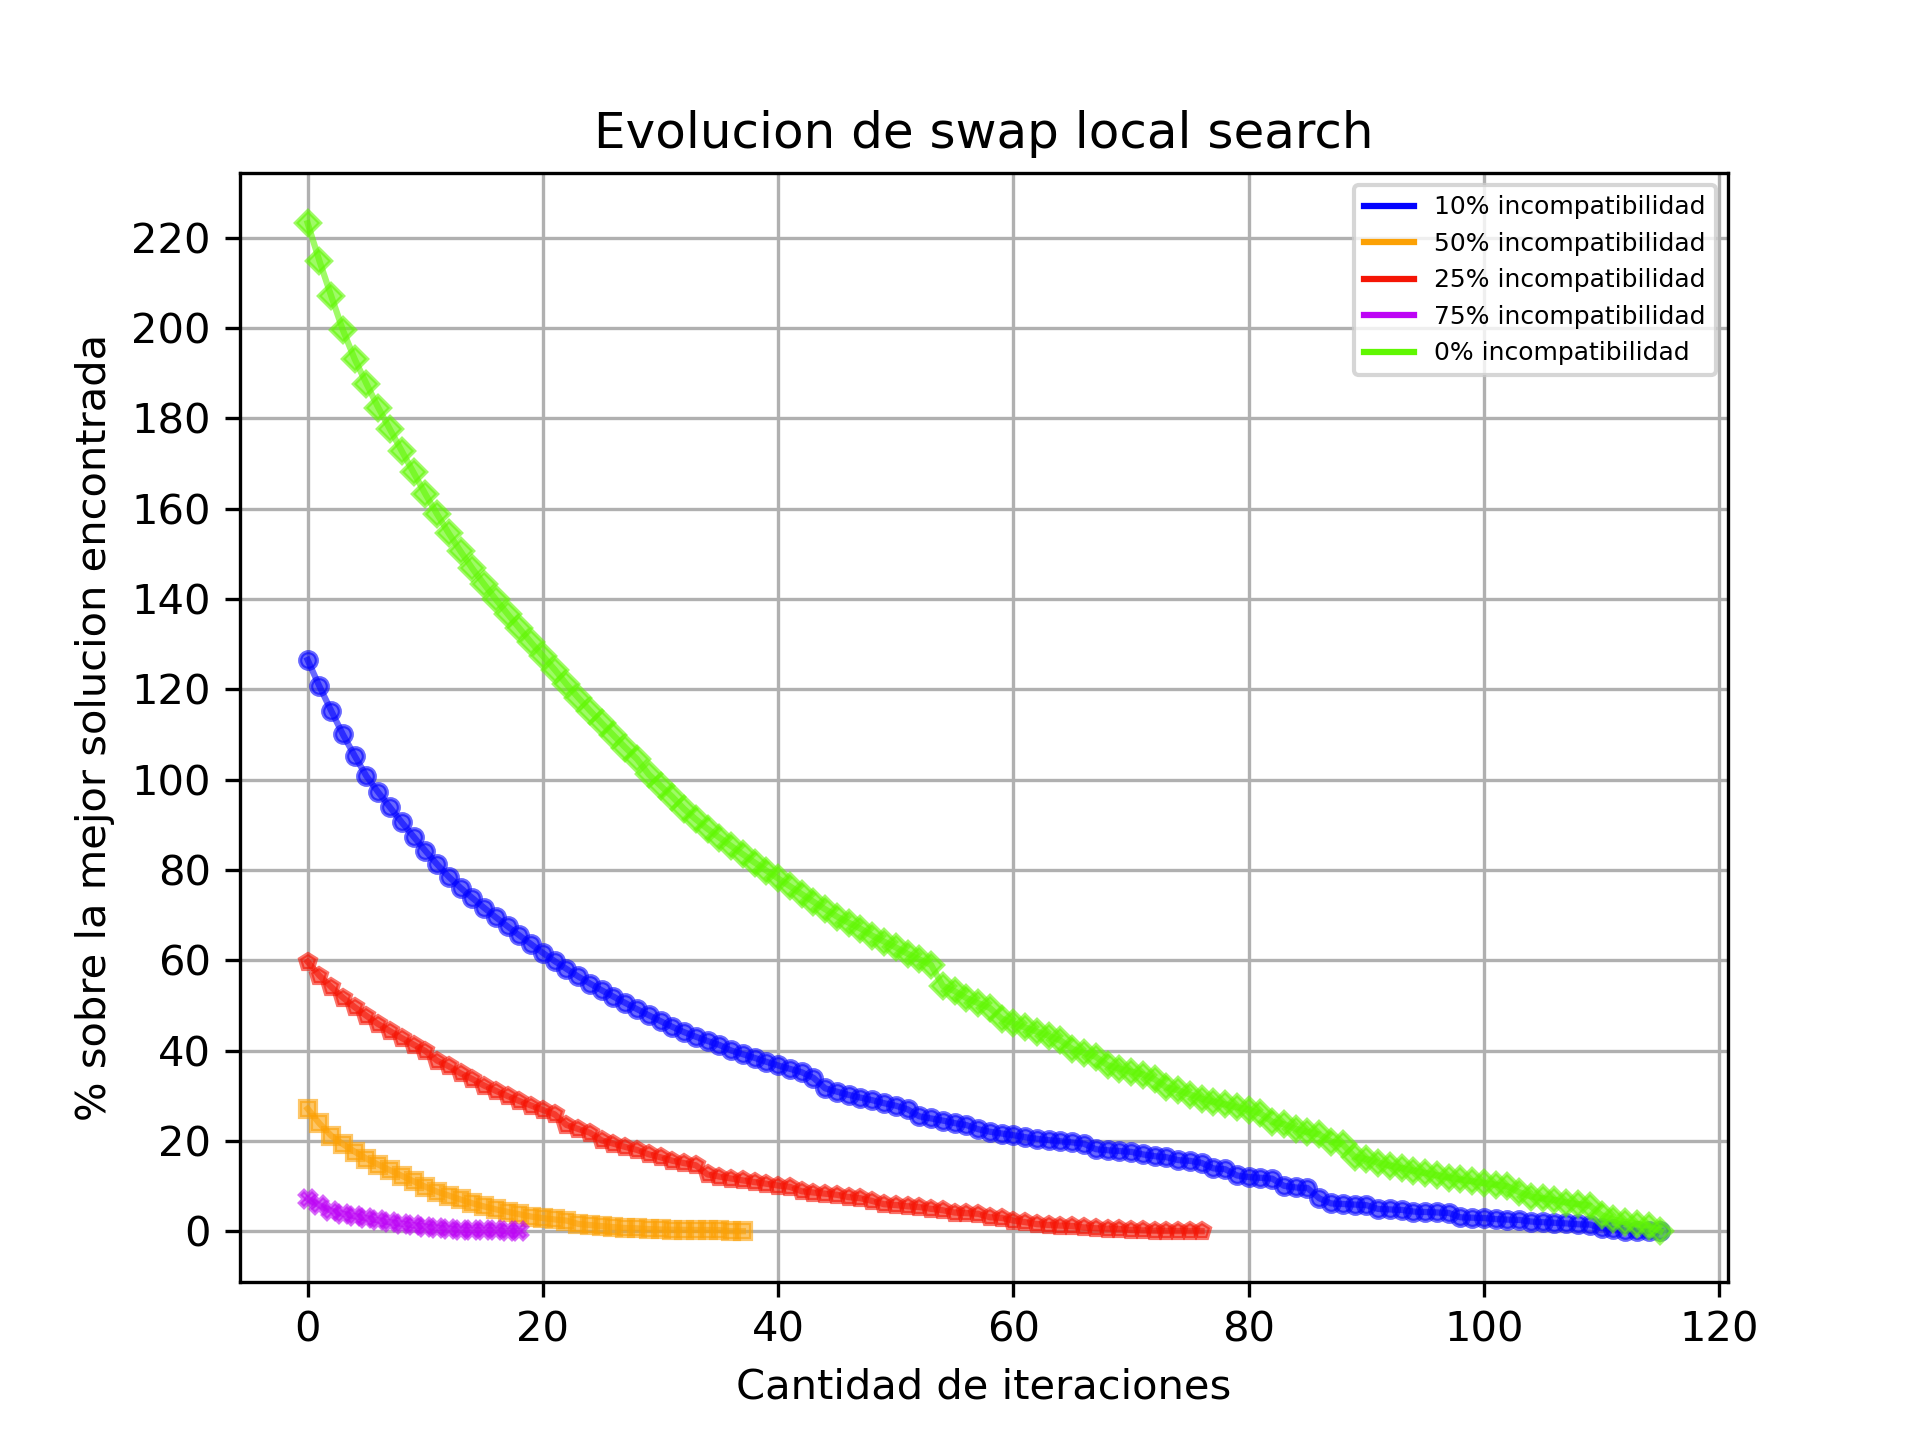 Evolucion de swap local search
10% incompatibilidad
50% incompatibilidad
25% incompatibilidad
75% incompatibilidad
0% incompatibilidad
% sobre la mejor solucion encontrada
220
200
180
160
140
120
100
80
60
40
20
0
0 20 40 60 80 100 120
Cantidad de iteraciones